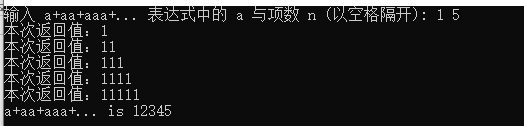 输入 a+aa+aaa+... 表达式中的 a 与项数 n (以空格隔开): 1 5
本次返回值: 1
本次返回值: 11
本次返回值: 111
本次返回值: 1111
本次返回值: 11111
a+aa+aaa+... is 12345